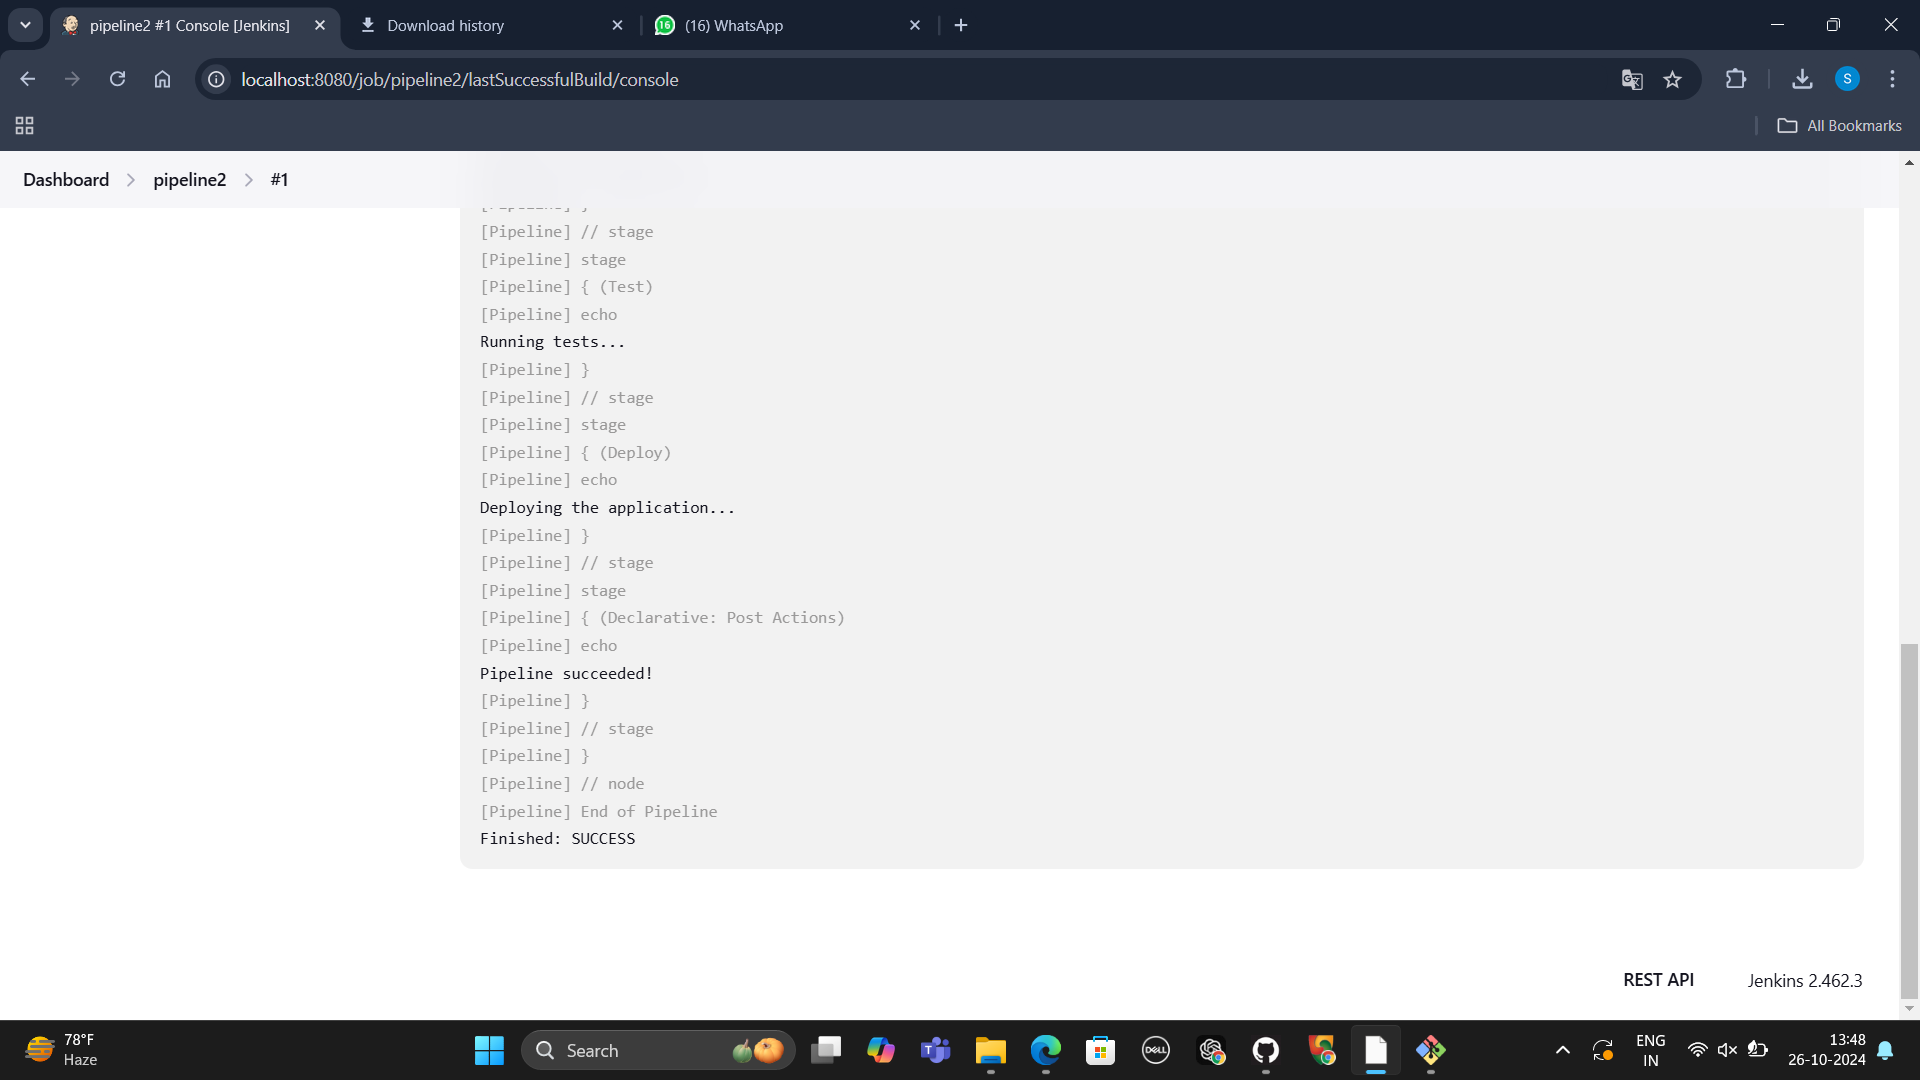 pipeline2 #1 Console [Jenkins]
Download history
16
(16) WhatsApp
localhost:8080/job/pipeline2/lastSuccessfulBuild/console
S
All Bookmarks
Dashboard
pipeline2
#1
[Pipeline] }
[Pipeline] // stage
[Pipeline] stage
[Pipeline] { (Test)
[Pipeline] echo
Running tests...
[Pipeline] }
[Pipeline] // stage
[Pipeline] stage
[Pipeline] { (Deploy)
[Pipeline] echo
Deploying the application...
[Pipeline] }
[Pipeline] // stage
[Pipeline] stage
[Pipeline] { (Declarative: Post Actions)
[Pipeline] echo
Pipeline succeeded!
[Pipeline] }
[Pipeline] // stage
[Pipeline] }
[Pipeline] // node
[Pipeline] End of Pipeline
Finished: SUCCESS
REST API
Jenkins 2.462.3
78°F
Haze
Search
DELL
ENG
IN
13:48
26-10-2024